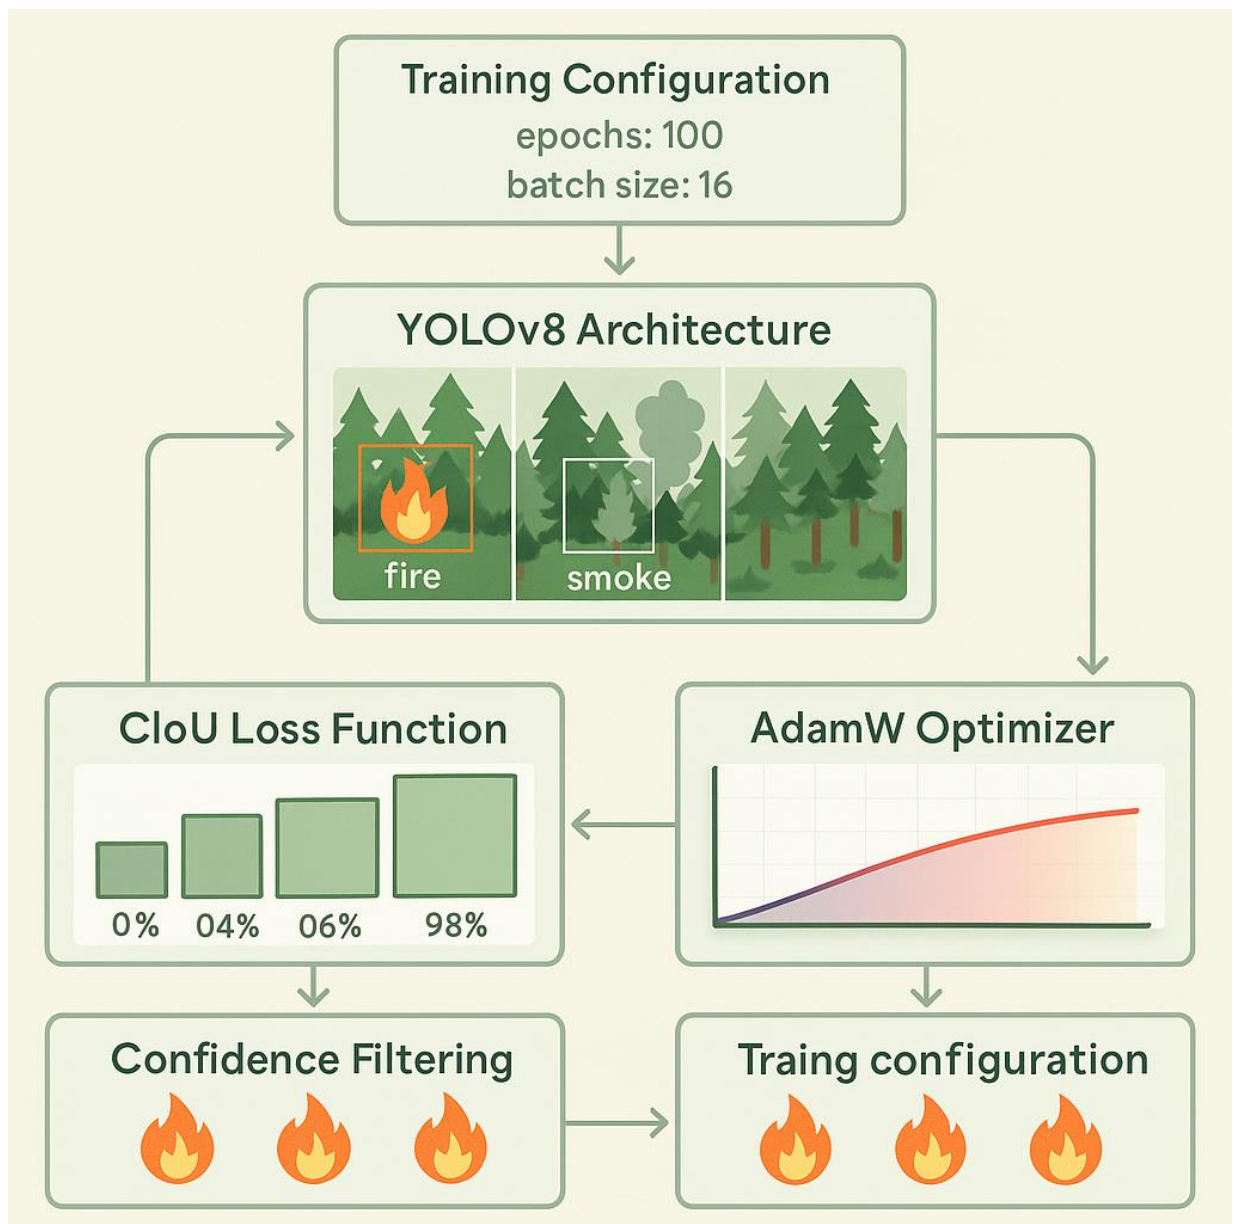 Training Configuration
epochs: 100
batch size: 16
YOLOv8 Architecture
fire
smoke
CloU Loss Function
0%
04%
06%
98%
AdamW Optimizer
Confidence Filtering
Traing configuration